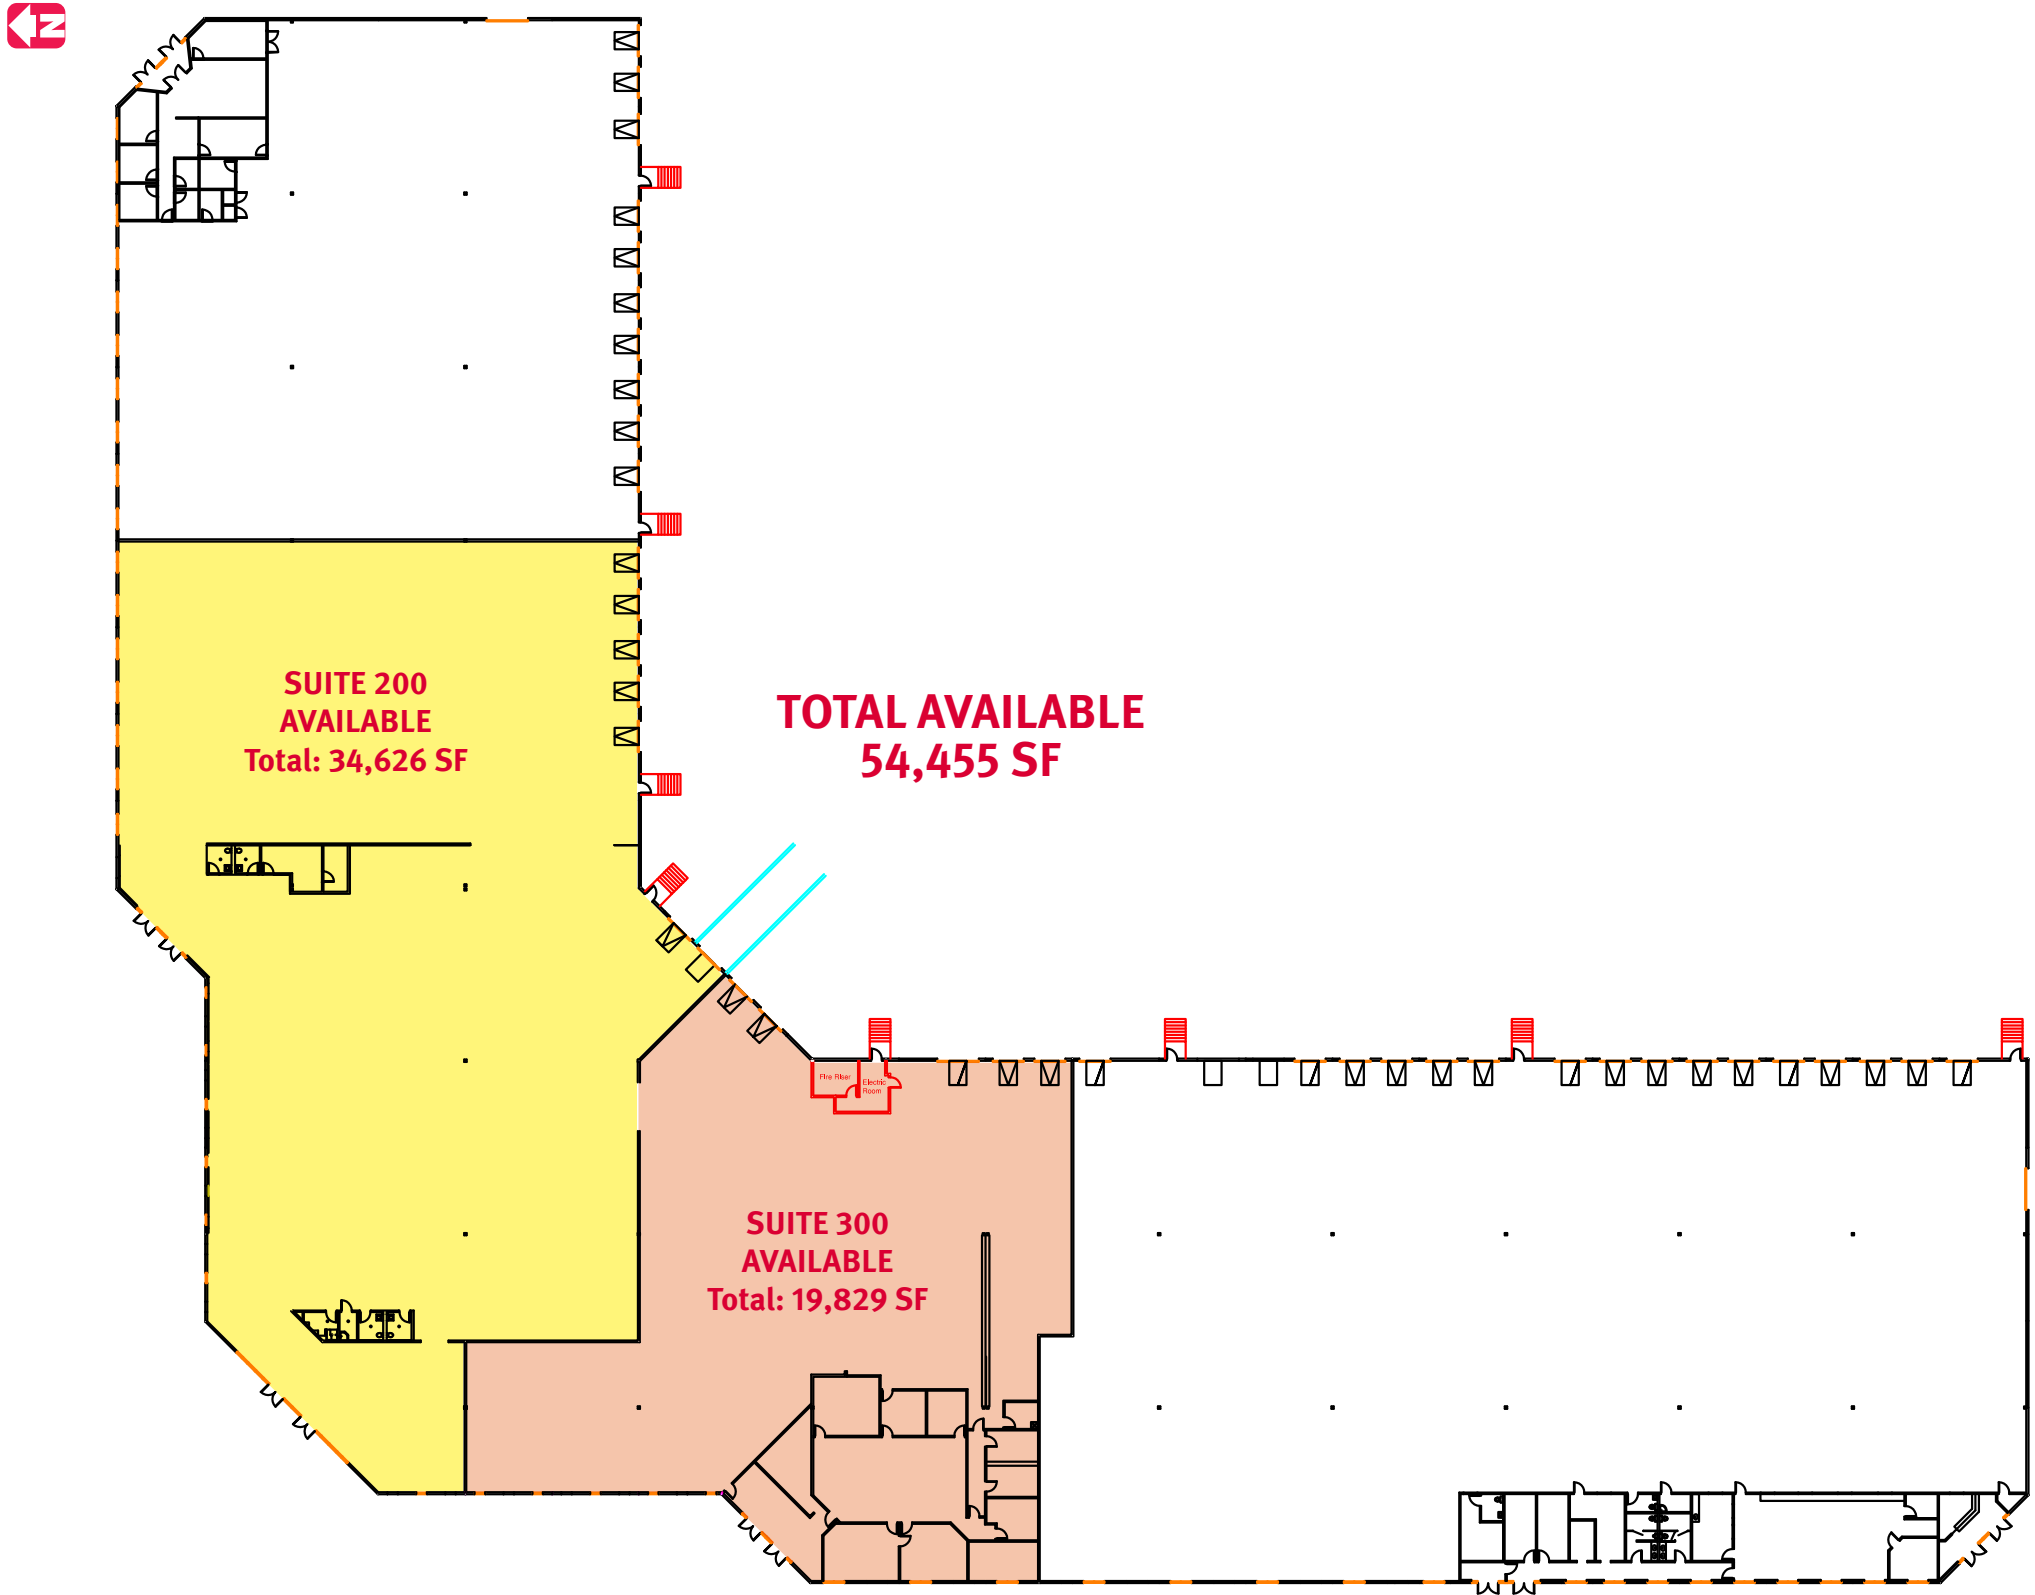 N
SUITE 200
AVAILABLE
Total: 34,626 SF
TOTAL AVAILABLE
54,455 SF
Fire Riser
Electric
Room
SUITE 300
AVAILABLE
Total: 19,829 SF